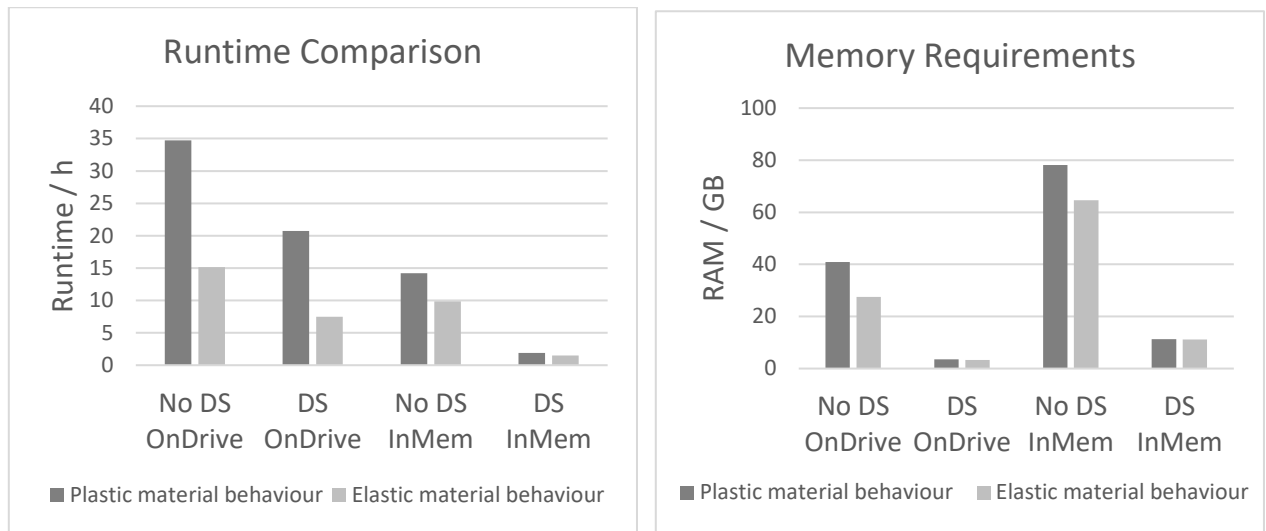 Runtime Comparison
Runtime / h
40
35
30
25
20
15
10
5
0
No DS
OnDrive
DS
OnDrive
No DS
InMem
DS
InMem
Plastic material behaviour
Elastic material behaviour
Memory Requirements
RAM / GB
100
80
60
40
20
0
No DS
OnDrive
DS
OnDrive
No DS
InMem
DS
InMem
Plastic material behaviour
Elastic material behaviour